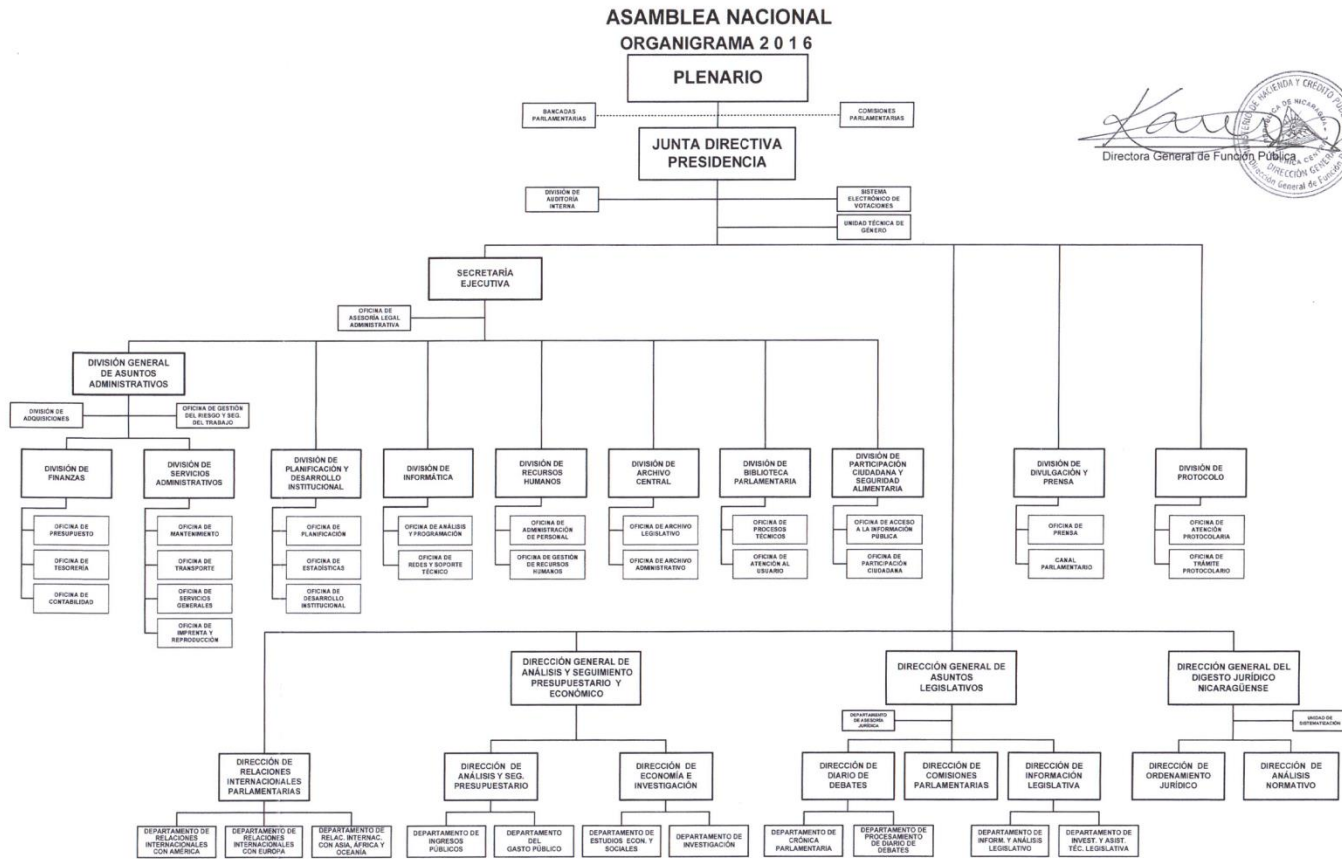 ASAMBLEA NACIONAL
ORGANIGRAMA 2 0 1 6
PLENARIO
BANCADAS
PARLAMENTARIAS
COMISIONES
PARLAMENTARIAS
JUNTA DIRECTIVA
PRESIDENCIA
Directora General de Función Pública
DIVISIÓN DE
AUDITORÍA
INTERNA
SISTEMA
ELECTRÓNICO DE
VOTACIONES
UNIDAD TÉCNICA DE
GÉNERO
SECRETARÍA
EJECUTIVA
OFICINA DE
ASESORÍA LEGAL
ADMINISTRATIVA
DIVISIÓN GENERAL
DE ASUNTOS
ADMINISTRATIVOS
DIVISIÓN DE
ADQUISICIONES
OFICINA DE GESTIÓN
DEL RIESGO Y SEG.
DEL TRABAJO
DIVISIÓN DE
FINANZAS
OFICINA DE
PRESUPUESTO
OFICINA DE
TESORERÍA
OFICINA DE
CONTABILIDAD
DIVISIÓN DE
SERVICIOS
ADMINISTRATIVOS
OFICINA DE
MANTENIMIENTO
OFICINA DE
TRANSPORTE
OFICINA DE
SERVICIOS
GENERALES
OFICINA DE
IMPRENTA Y
REPRODUCCIÓN
DIVISIÓN DE
PLANIFICACIÓN Y
DESARROLLO
INSTITUCIONAL
OFICINA DE
PLANIFICACIÓN
OFICINA DE
ESTADÍSTICAS
OFICINA DE
DESARROLLO
INSTITUCIONAL
DIVISIÓN DE
INFORMÁTICA
OFICINA DE ANÁLISIS
Y PROGRAMACIÓN
OFICINA DE
REDES Y SOPORTE
TÉCNICO
DIVISIÓN DE
RECURSOS
HUMANOS
OFICINA DE
ADMINISTRACIÓN
DE PERSONAL
OFICINA DE GESTIÓN
DE RECURSOS
HUMANOS
DIVISIÓN DE
ARCHIVO
CENTRAL
OFICINA DE ARCHIVO
LEGISLATIVO
OFICINA DE ARCHIVO
ADMINISTRATIVO
DIVISIÓN DE
BIBLIOTECA
PARLAMENTARIA
OFICINA DE
PROCESOS
TÉCNICOS
OFICINA DE
ATENCIÓN AL
USUARIO
DIVISIÓN DE
PARTICIPACIÓN
CIUDADANA Y
SEGURIDAD
ALIMENTARIA
OFICINA DE ACCESO
A LA INFORMACIÓN
PÚBLICA
OFICINA DE
PARTICIPACIÓN
CIUDADANA
DIVISIÓN DE
DIVULGACIÓN Y
PRENSA
OFICINA DE
PRENSA
CANAL
PARLAMENTARIO
DIVISIÓN DE
PROTOCOLO
OFICINA DE
ATENCIÓN
PROTOCOLARIA
OFICINA DE
TRÁMITE
PROTOCOLARIO
DIRECCIÓN DE
RELACIONES
INTERNACIONALES
PARLAMENTARIAS
DEPARTAMENTO DE
RELACIONES
INTERNACIONALES
CON AMÉRICA
DEPARTAMENTO DE
RELACIONES
INTERNACIONALES
CON EUROPA
DEPARTAMENTO DE
RELAC. INTERNAC.
CON ASIA, ÁFRICA Y
OCEANÍA
DIRECCIÓN GENERAL DE
ANÁLISIS Y SEGUIMIENTO
PRESUPUESTARIO Y
ECONÓMICO
DIRECCIÓN DE
ANÁLISIS Y SEG.
PRESUPUESTARIO
DEPARTAMENTO DE
INGRESOS
PÚBLICOS
DEPARTAMENTO
DEL
GASTO PÚBLICO
DIRECCIÓN DE
ECONOMÍA E
INVESTIGACIÓN
DEPARTAMENTO DE
ESTUDIOS ECON. Y
SOCIALES
DEPARTAMENTO DE
INVESTIGACIÓN
DIRECCIÓN GENERAL DE
ASUNTOS
LEGISLATIVOS
DEPARTAMENTO
DE ASESORÍA
JURÍDICA
DIRECCIÓN DE
DIARIO DE
DEBATES
DEPARTAMENTO DE
CRÓNICA
PARLAMENTARIA
DEPARTAMENTO DE
PROCESAMIENTO
DE DIARIO DE
DEBATES
DIRECCIÓN DE
COMISIONES
PARLAMENTARIAS
DIRECCIÓN DE
INFORMACIÓN
LEGISLATIVA
DEPARTAMENTO DE
INFORM. Y ANÁLISIS
LEGISLATIVO
DEPARTAMENTO DE
INVEST. Y ASIST.
TÉC. LEGISLATIVA
DIRECCIÓN GENERAL DEL
DIGESTO JURÍDICO
NICARAGÜENSE
UNIDAD DE
SISTEMATIZACIÓN
DIRECCIÓN DE
ORDENAMIENTO
JURÍDICO
DIRECCIÓN DE
ANÁLISIS
NORMATIVO